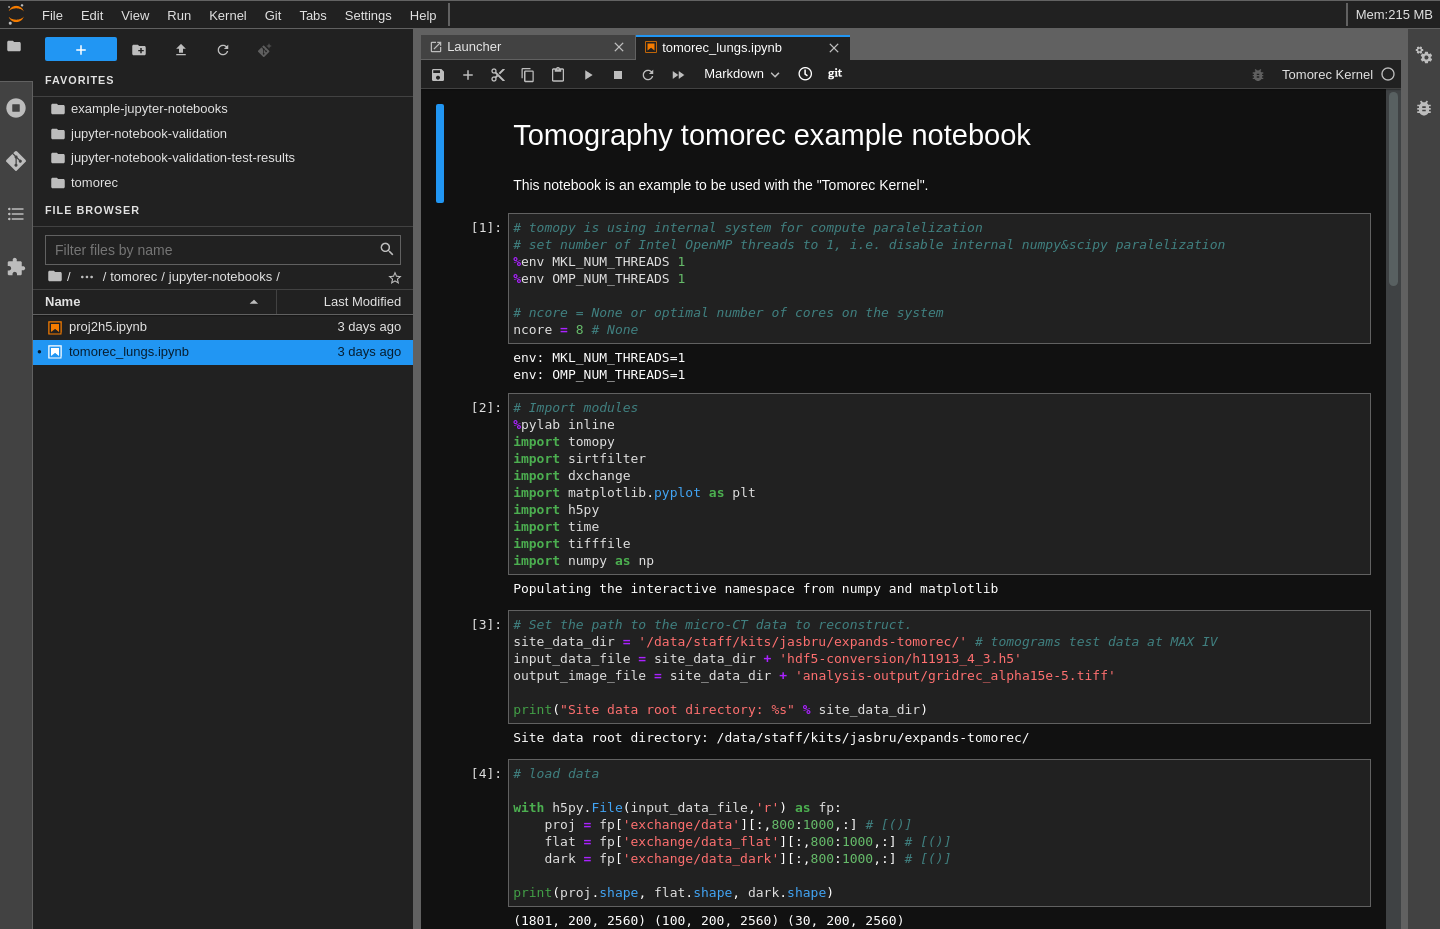 File Edit View Run Kernel Git Tabs Settings Help
Mem:215 MB
FAVORITES
example-jupyter-notebooks
jupyter-notebook-validation
jupyter-notebook-validation-test-results
tomorec
FILE BROWSER
Filter files by name
/ ··· / tomorec / jupyter-notebooks /
Name Last Modified
proj2h5.ipynb 3 days ago
• tomorec_lungs.ipynb 3 days ago
Launcher
tomorec_lungs.ipynb
Markdown
git
Tomorec Kernel
Tomography tomorec example notebook
This notebook is an example to be used with the "Tomorec Kernel".
[1]: # tomopy is using internal system for compute paralelization
# set number of Intel OpenMP threads to 1, i.e. disable internal numpy&scipy paralelization
%env MKL_NUM_THREADS 1
%env OMP_NUM_THREADS 1
# ncore = None or optimal number of cores on the system
ncore = 8 # None
env: MKL_NUM_THREADS=1
env: OMP_NUM_THREADS=1
[2]: # Import modules
%pylab inline
import tomopy
import sirtfilter
import dxchange
import matplotlib.pyplot as plt
import h5py
import time
import tifffile
import numpy as np
Populating the interactive namespace from numpy and matplotlib
[3]: # Set the path to the micro-CT data to reconstruct.
site_data_dir = '/data/staff/kits/jasbru/expands-tomorec/' # tomograms test data at MAX IV
input_data_file = site_data_dir + 'hdf5-conversion/h11913_4_3.h5'
output_image_file = site_data_dir + 'analysis-output/gridrec_alpha15e-5.tiff'
print("Site data root directory: %s" % site_data_dir)
Site data root directory: /data/staff/kits/jasbru/expands-tomorec/
[4]: # load data
with h5py.File(input_data_file,'r') as fp:
    proj = fp['exchange/data'][:,800:1000,:] # [()]
    flat = fp['exchange/data_flat'][:,800:1000,:] # [()]
    dark = fp['exchange/data_dark'][:,800:1000,:] # [()]
print(proj.shape, flat.shape, dark.shape)
(1801, 200, 2560) (100, 200, 2560) (30, 200, 2560)